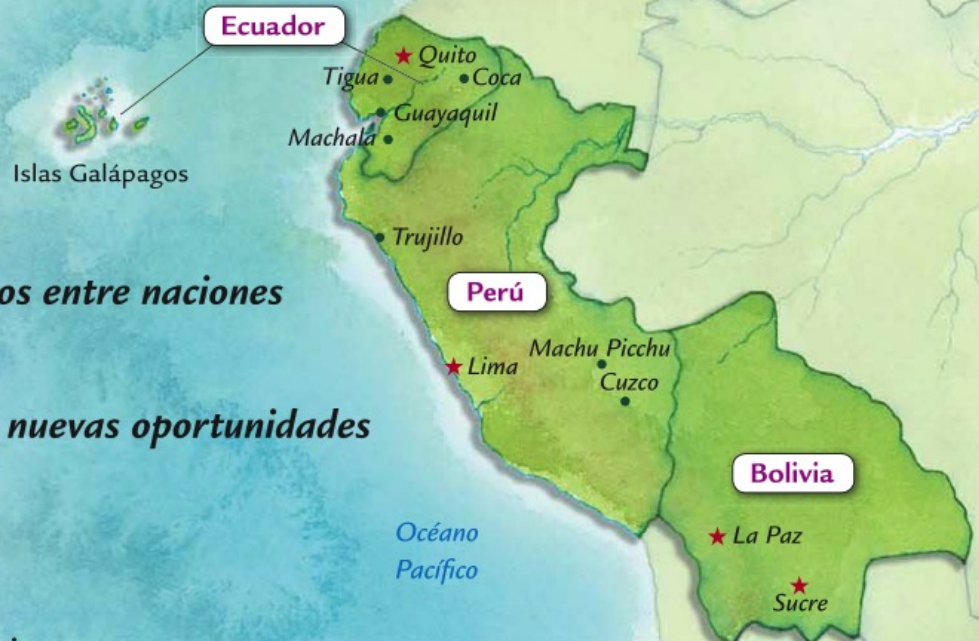 Ecuador
Quito
Tigua
Coca
Guayaquil
Machala
Islas Galápagos
Trujillo
os entre naciones
Perú
Machu Picchu
Lima
Cuzco
nuevas oportunidades
Bolivia
Océano
Pacífico
La Paz
Sucre